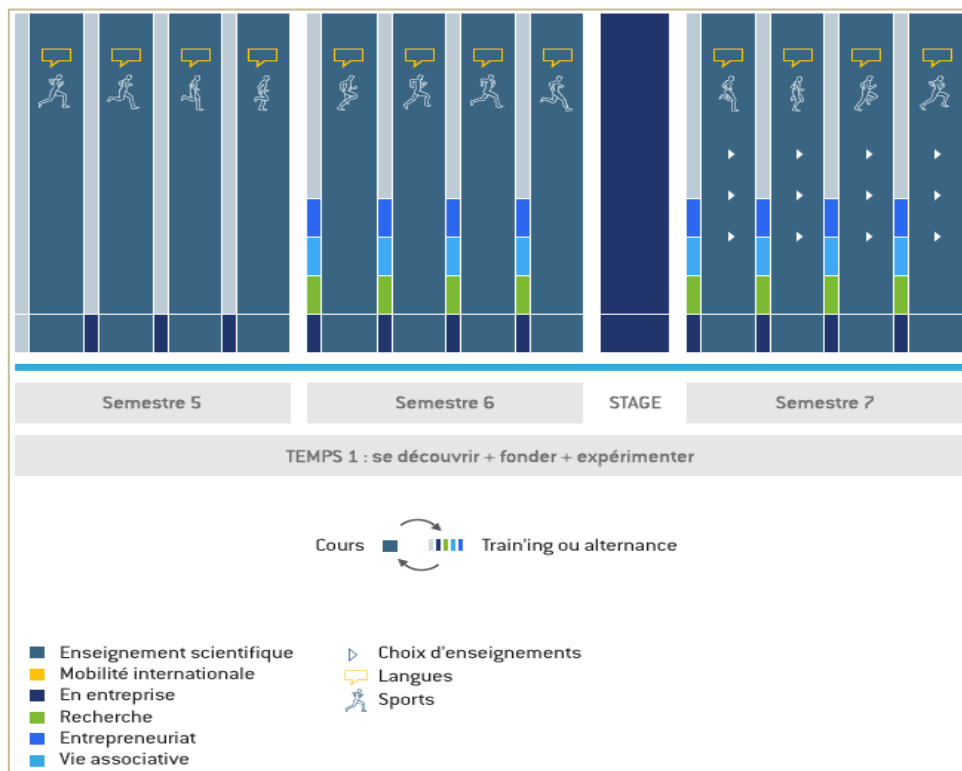 Semestre 5
Semestre 6
STAGE
Semestre 7
TEMPS 1 : se découvrir + fonder + expérimenter
Cours
Train'ing ou alternance
Enseignement scientifique
Mobilité internationale
En entreprise
Recherche
Entrepreneuriat
Vie associative
Choix d'enseignements
Langues
Sports